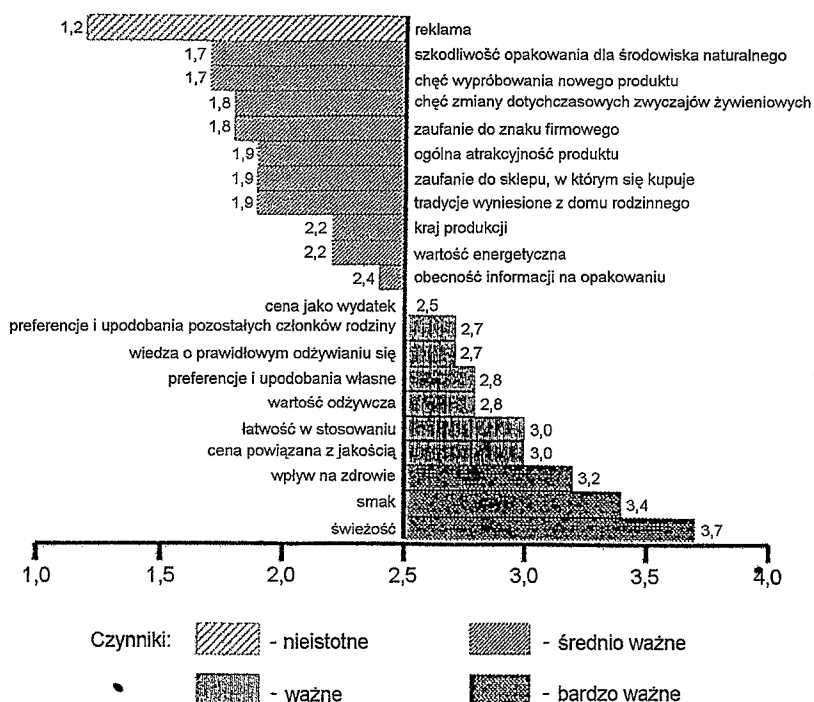 1,2 reklama
1,7 szkodliwość opakowania dla środowiska naturalnego
1,7 chęć wypróbowania nowego produktu
1,8 chęć zmiany dotychczasowych zwyczajów żywieniowych
1,8 zaufanie do znaku firmowego
1,9 ogólna atrakcyjność produktu
1,9 zaufanie do sklepu, w którym się kupuje
1,9 tradycje wyniesione z domu rodzinnego
2,2 kraj produkcji
2,2 wartość energetyczna
2,4 obecność informacji na opakowaniu
cena jako wydatek 2,5
preferencje i upodobania pozostałych członków rodziny 2,7
wiedza o prawidłowym odżywianiu się 2,7
preferencje i upodobania własne 2,8
wartość odżywcza 2,8
łatwość w stosowaniu 3,0
cena powiązana z jakością 3,0
wpływ na zdrowie 3,2
smak 3,4
świeżość 3,7
1,0 1,5 2,0 2,5 3,0 3,5 4,0
Czynniki: - nieistotne - średnio ważne
- ważne - bardzo ważne